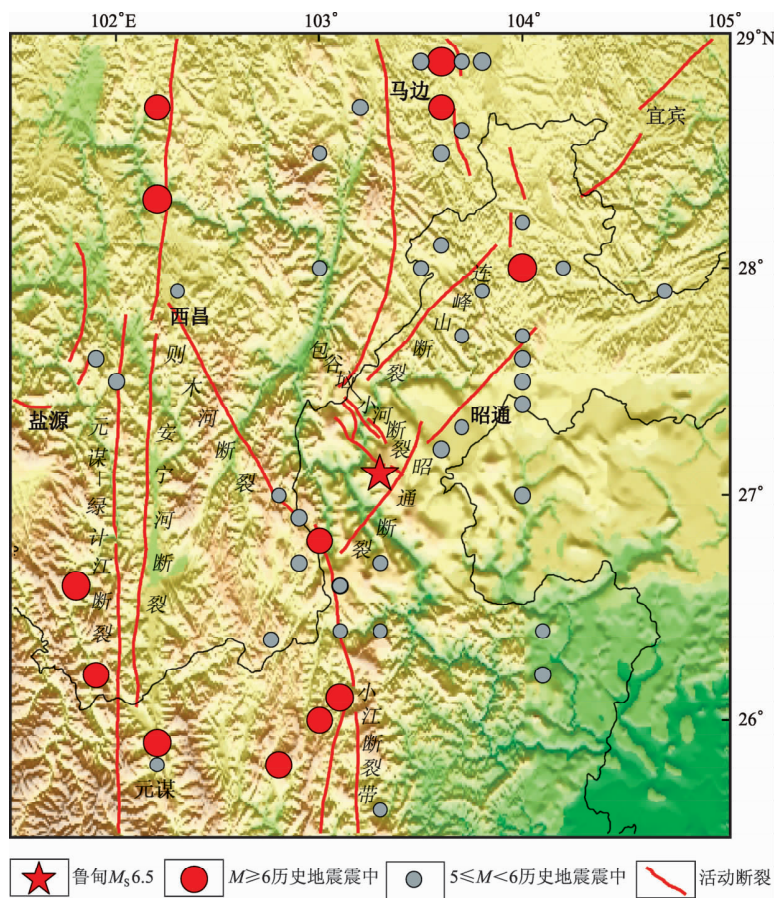 102°E 103° 104° 105°
29°N
马边
宜宾
28°
西昌
连峰山断裂
包谷垴小河断裂
则木河断裂
盐源
昭通
元谋-绿汁江断裂
安宁河断裂
昭通断裂
27°
小江断裂带
26°
元谋
鲁甸Ms6.5 M≥6历史地震震中 5≤M<6历史地震震中 活动断裂